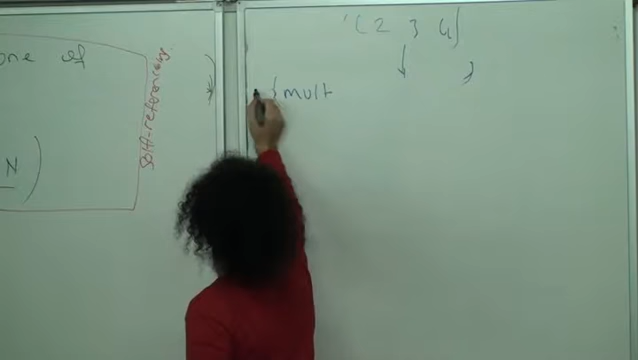 one of
self-referencing
N )
'( 2 3 4)
(mult